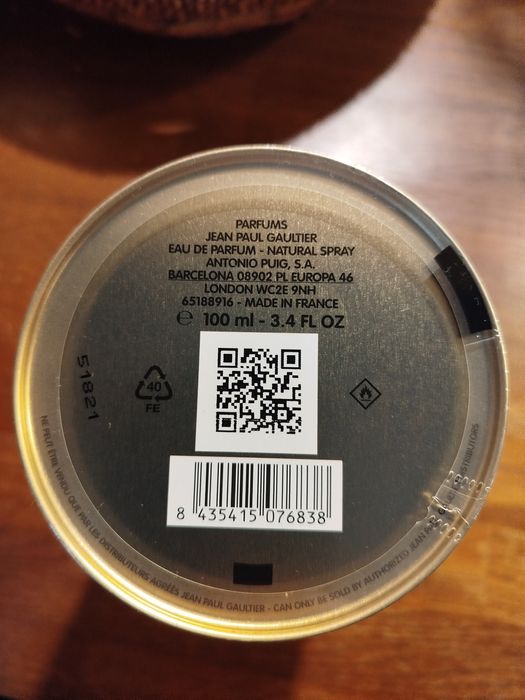 PARFUMS
JEAN PAUL GAULTIER
EAU DE PARFUM - NATURAL SPRAY
ANTONIO PUIG, S.A.
BARCELONA 08902 PL EUROPA 46
LONDON WC2E 9NH
65188916 - MADE IN FRANCE
℮ 100 ml - 3.4 FL OZ
51821
40
FE
8 435415 076838
NE PEUT ÊTRE VENDU QUE PAR LES DISTRIBUTEURS AGRÉÉS JEAN PAUL GAULTIER - CAN ONLY BE SOLD BY AUTHORIZED JEAN DISTRIBUTORS